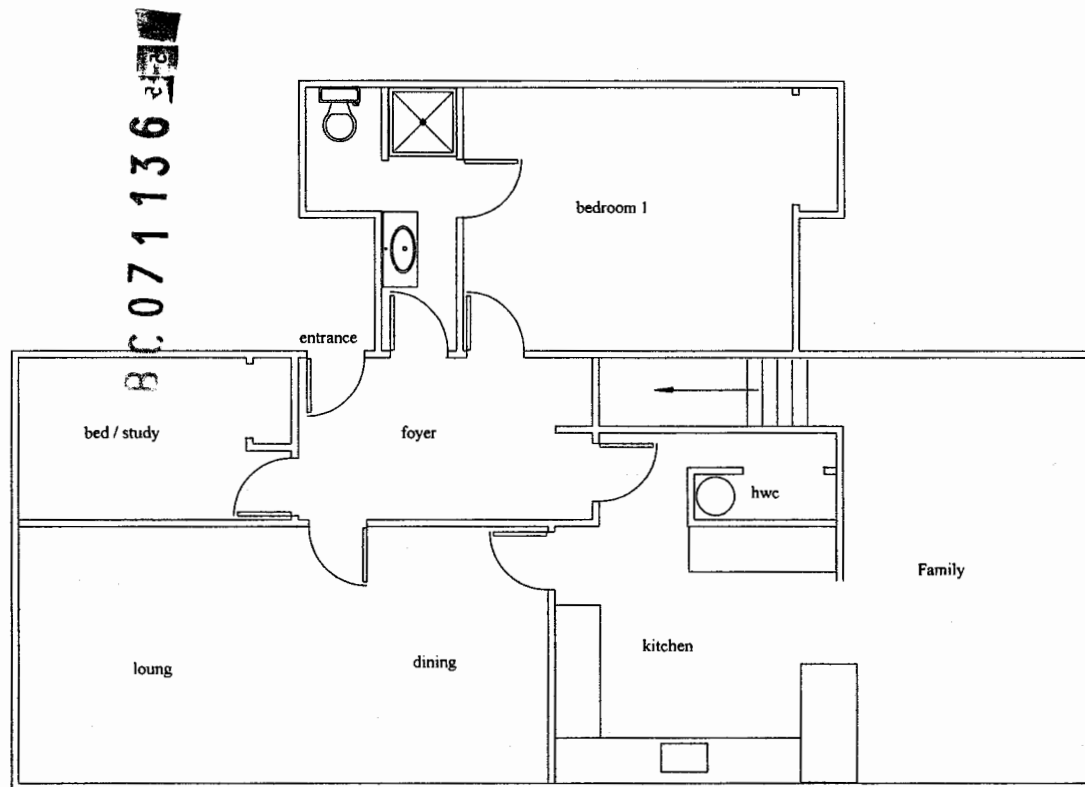 BC071136
bedroom 1
entrance
bed / study
foyer
hwc
Family
kitchen
loung
dining